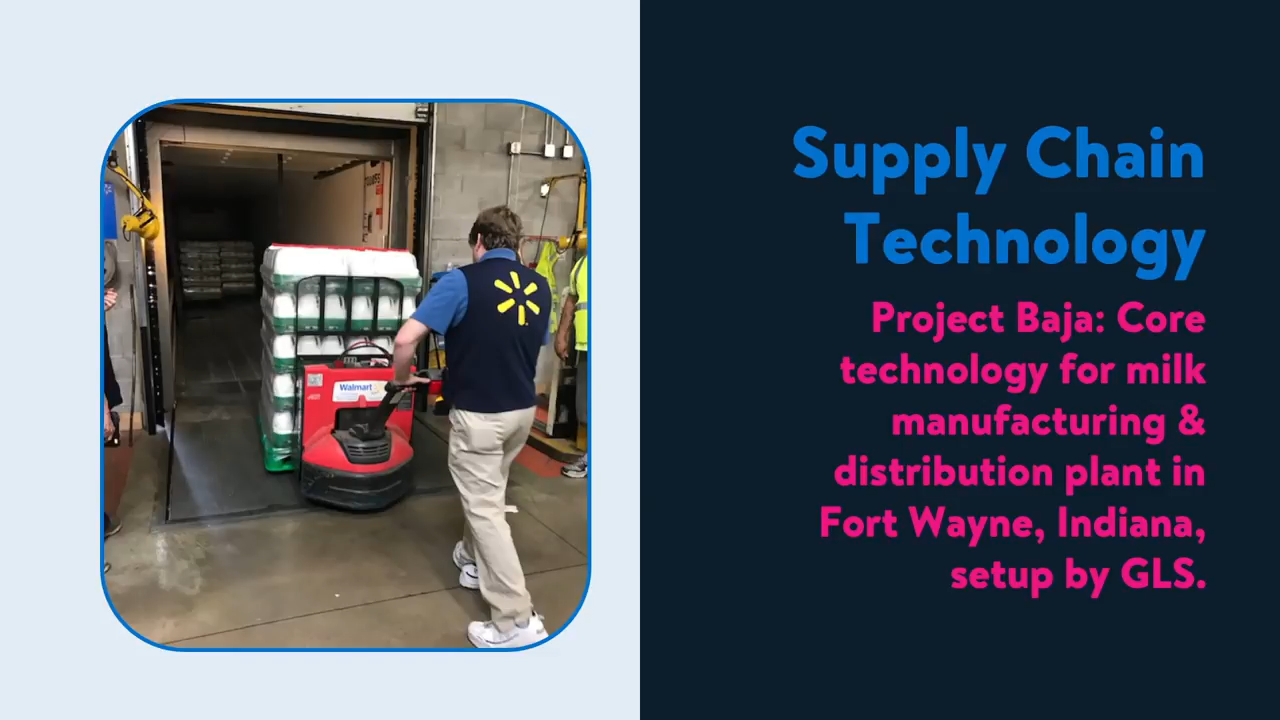 Supply Chain
Technology
Project Baja: Core
technology for milk
manufacturing &
distribution plant in
Fort Wayne, Indiana,
setup by GLS.
Walmart